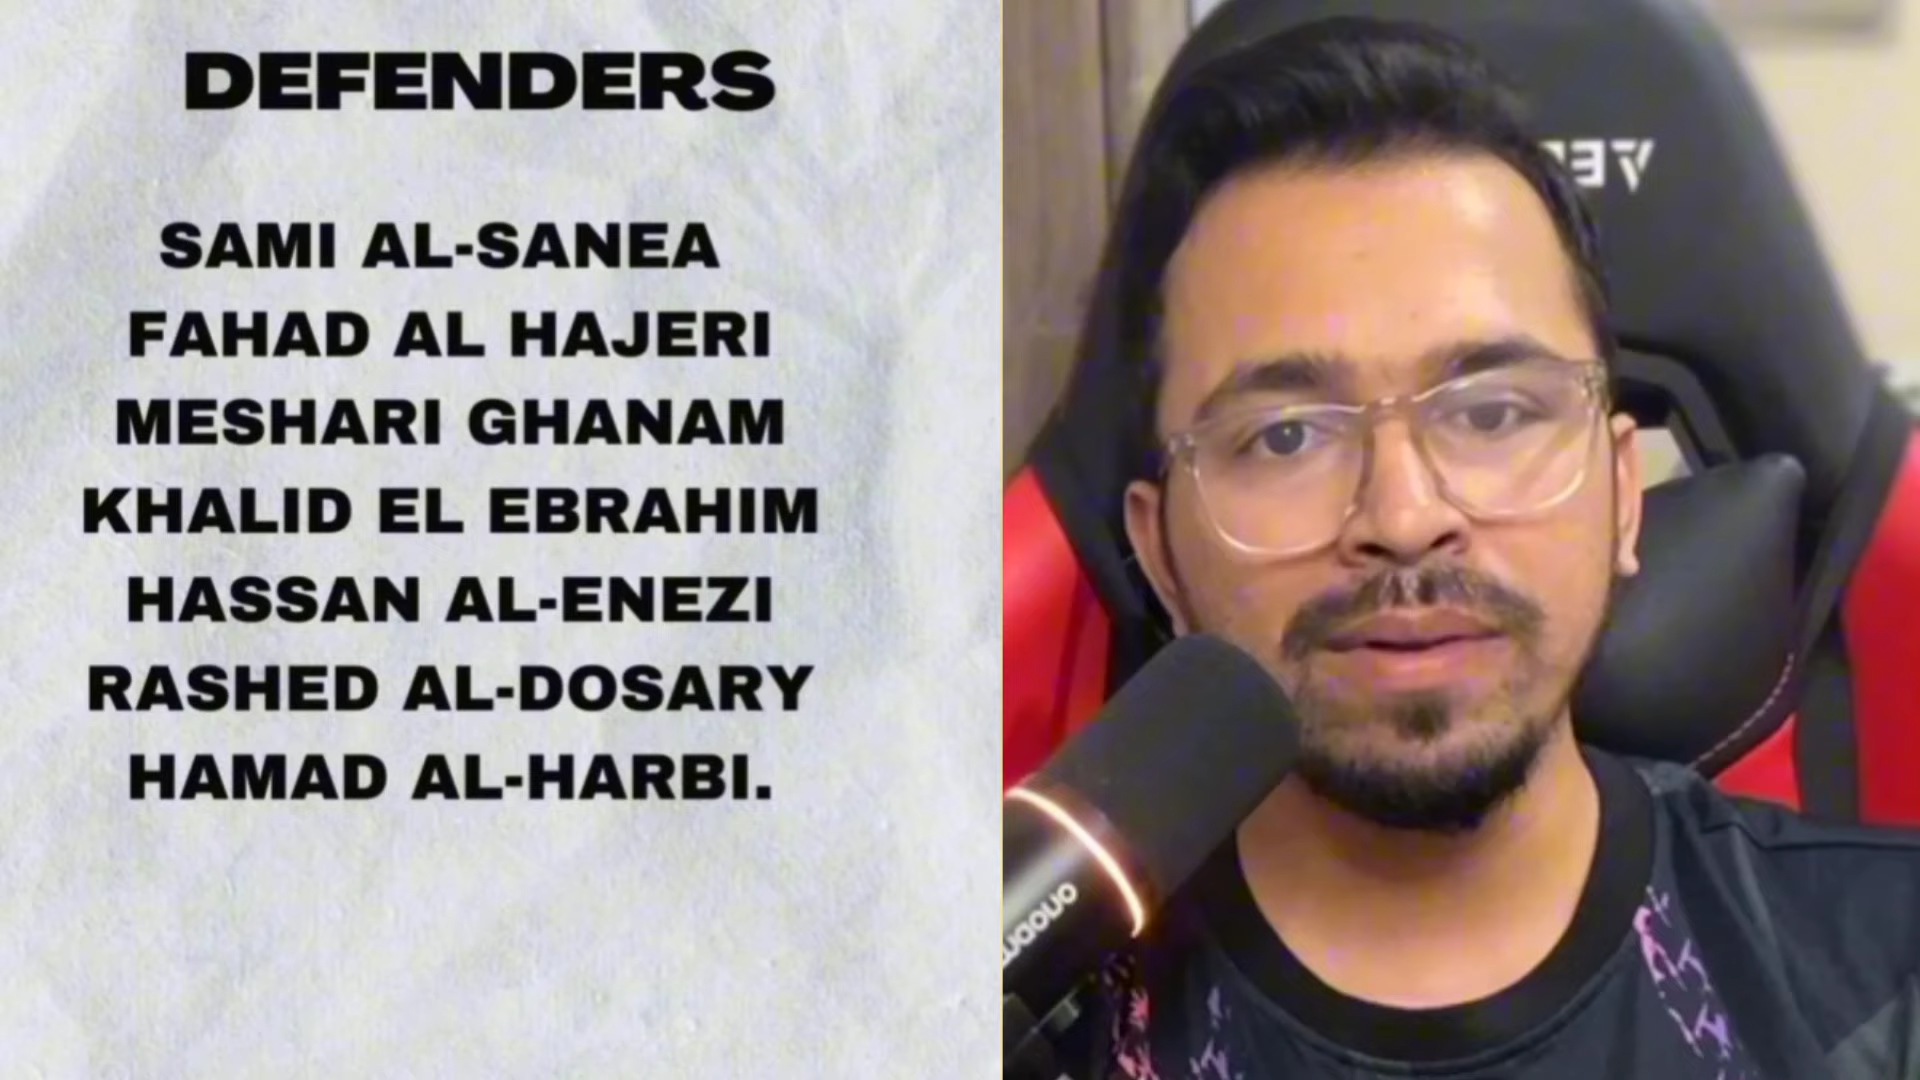 DEFENDERS
SAMI AL-SANEA
FAHAD AL HAJERI
MESHARI GHANAM
KHALID EL EBRAHIM
HASSAN AL-ENEZI
RASHED AL-DOSARY
HAMAD AL-HARBI.